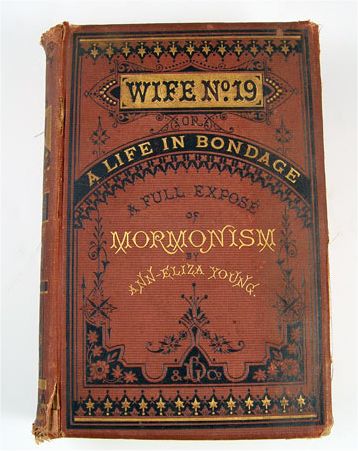 WIFE No. 19
OR A
LIFE IN BONDAGE
A FULL EXPOSÉ
OF
MORMONISM
BY
ANN-ELIZA YOUNG.